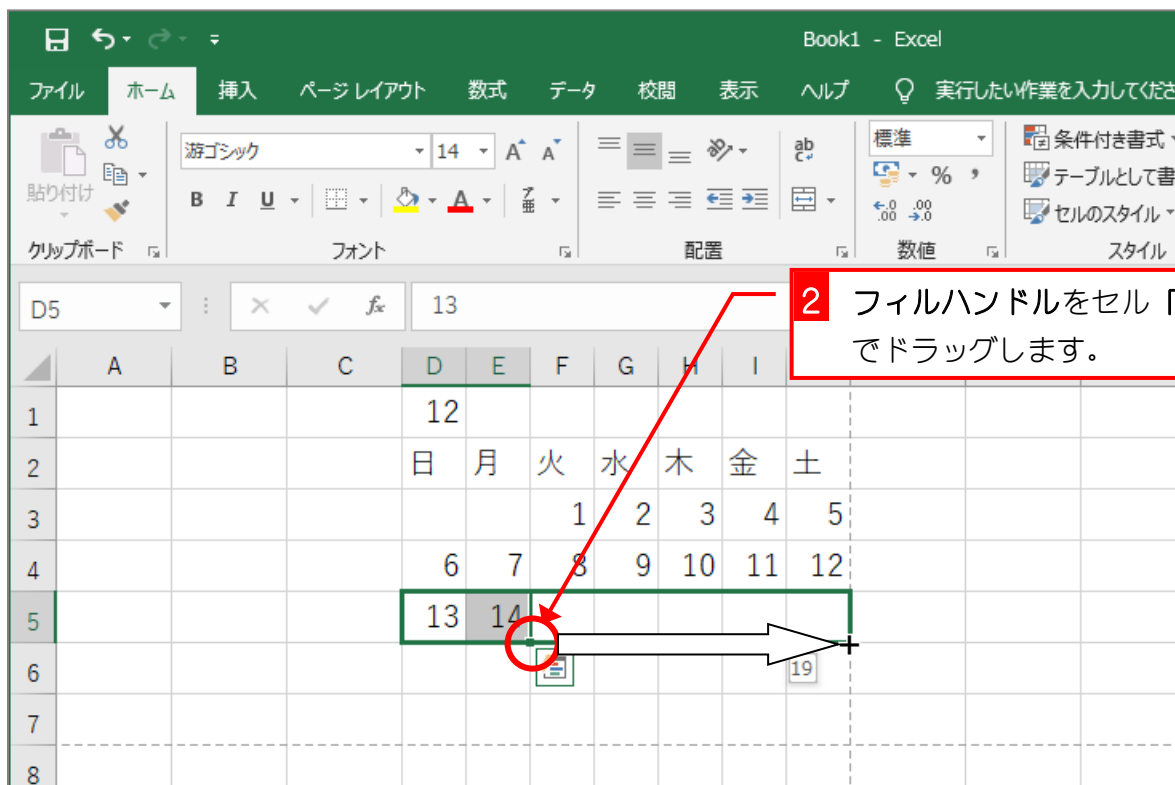 Book1 - Excel
ファイル ホーム 挿入 ページ レイアウト 数式 データ 校閲 表示 ヘルプ 実行したい作業を入力してくださ
貼り付け
游ゴシック 14 A A
B I U A
ab
標準
% ,
条件付き書式
テーブルとして書
セルのスタイル
クリップボード フォント 配置 数値 スタイル
D5 fx 13
2 フィルハンドルをセル「
でドラッグします。
A B C D E F G H I
1 12
2 日 月 火 水 木 金 土
3 1 2 3 4 5
4 6 7 8 9 10 11 12
5 13 14
6 19
7
8